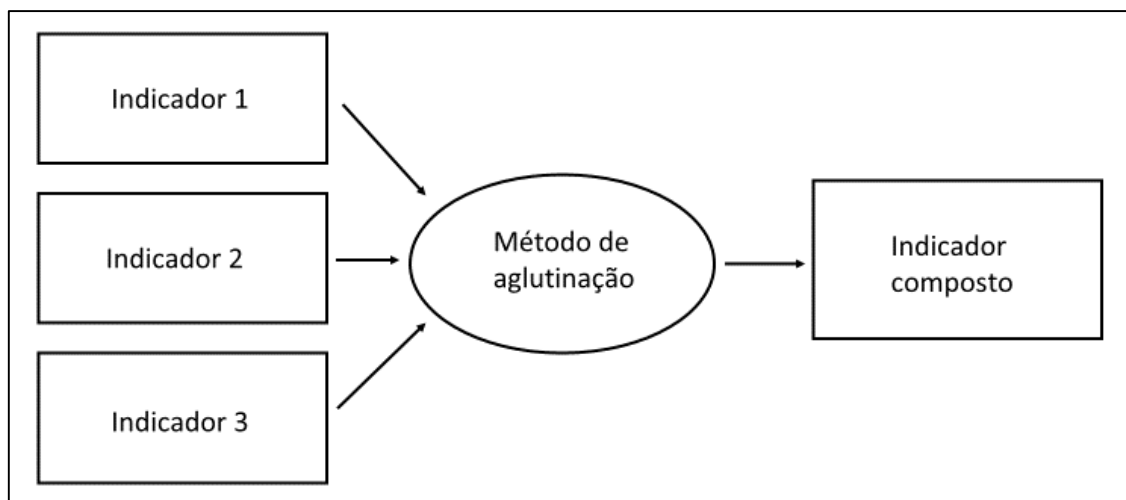 Indicador 1
Indicador 2
Indicador 3
Método de
aglutinação
Indicador
composto